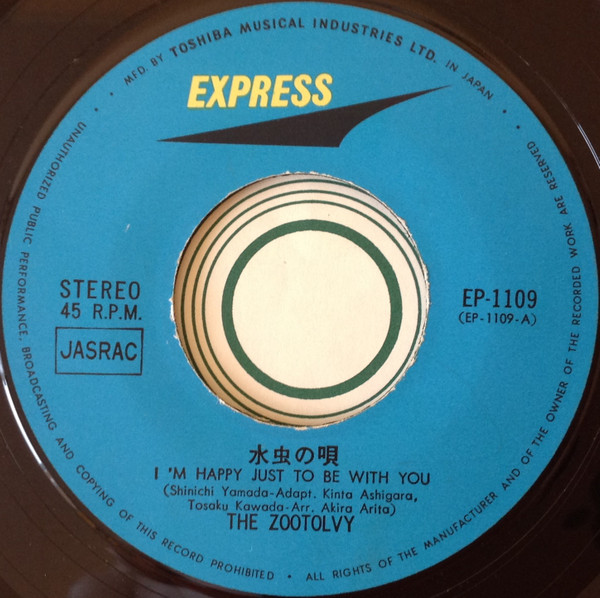 MFD. BY TOSHIBA MUSICAL INDUSTRIES LTD. IN JAPAN
EXPRESS
STEREO
45 R.P.M.
JASRAC
EP-1109
(EP-1109-A)
水虫の唄
I 'M HAPPY JUST TO BE WITH YOU
(Shinichi Yamada-Adapt. Kinta Ashigara,
Tosaku Kawada-Arr. Akira Arita)
THE ZOOTOLVY
UNAUTHORIZED PUBLIC PERFORMANCE, BROADCASTING AND COPYING OF THIS RECORD PROHIBITED • ALL RIGHTS OF THE MANUFACTURER AND OF THE OWNER OF THE RECORDED WORK ARE RESERVED